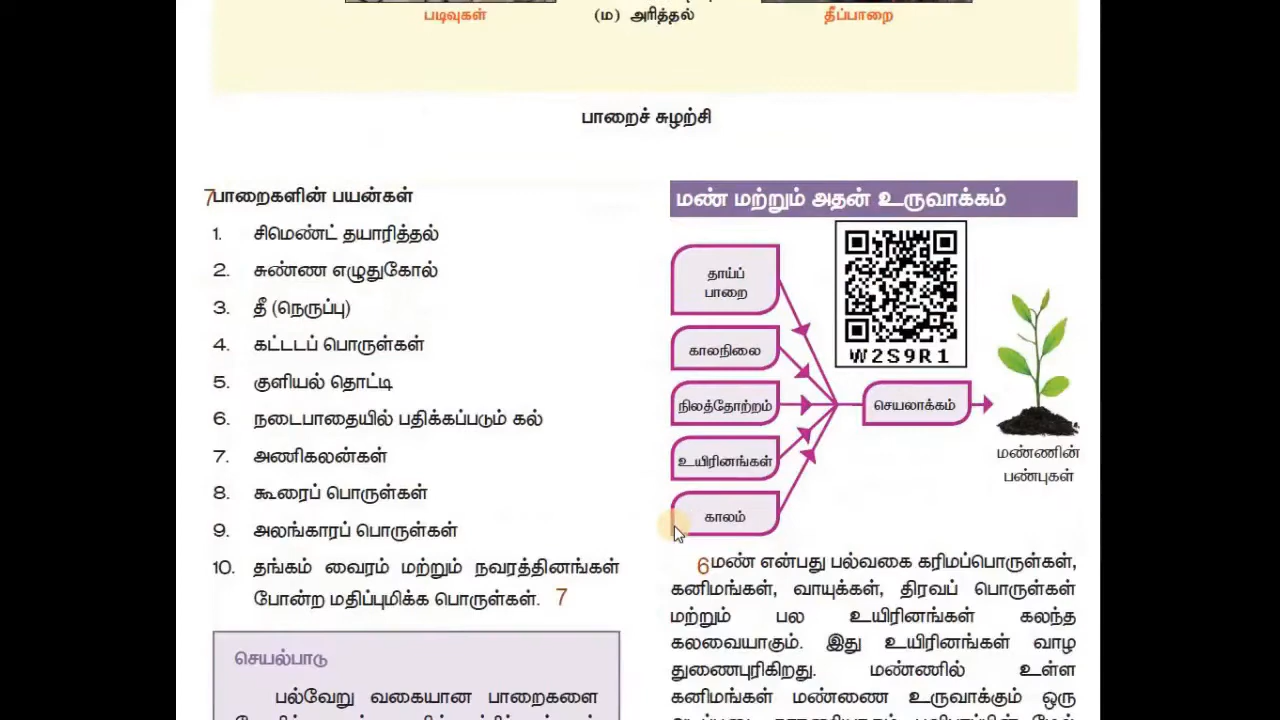 படிவுகள்
(ம) அரித்தல்
தீப்பாறை
பாறைச் சுழற்சி
7பாறைகளின் பயன்கள்
1. சிமெண்ட் தயாரித்தல்
2. சுண்ண எழுதுகோல்
3. தீ (நெருப்பு)
4. கட்டடப் பொருள்கள்
5. குளியல் தொட்டி
6. நடைபாதையில் பதிக்கப்படும் கல்
7. அணிகலன்கள்
8. கூரைப் பொருள்கள்
9. அலங்காரப் பொருள்கள்
10. தங்கம் வைரம் மற்றும் நவரத்தினங்கள்
போன்ற மதிப்புமிக்க பொருள்கள். 7
செயல்பாடு
பல்வேறு வகையான பாறைகளை
மண் மற்றும் அதன் உருவாக்கம்
தாய்ப்
பாறை
காலநிலை
நிலத்தோற்றம்
உயிரினங்கள்
காலம்
W2S9R1
செயலாக்கம்
மண்ணின்
பண்புகள்
6மண் என்பது பல்வகை கரிமப்பொருள்கள்,
கனிமங்கள், வாயுக்கள், திரவப் பொருள்கள்
மற்றும் பல உயிரினங்கள் கலந்த
கலவையாகும். இது உயிரினங்கள் வாழ
துணைபுரிகிறது. மண்ணில் உள்ள
கனிமங்கள் மண்ணை உருவாக்கும் ஒரு